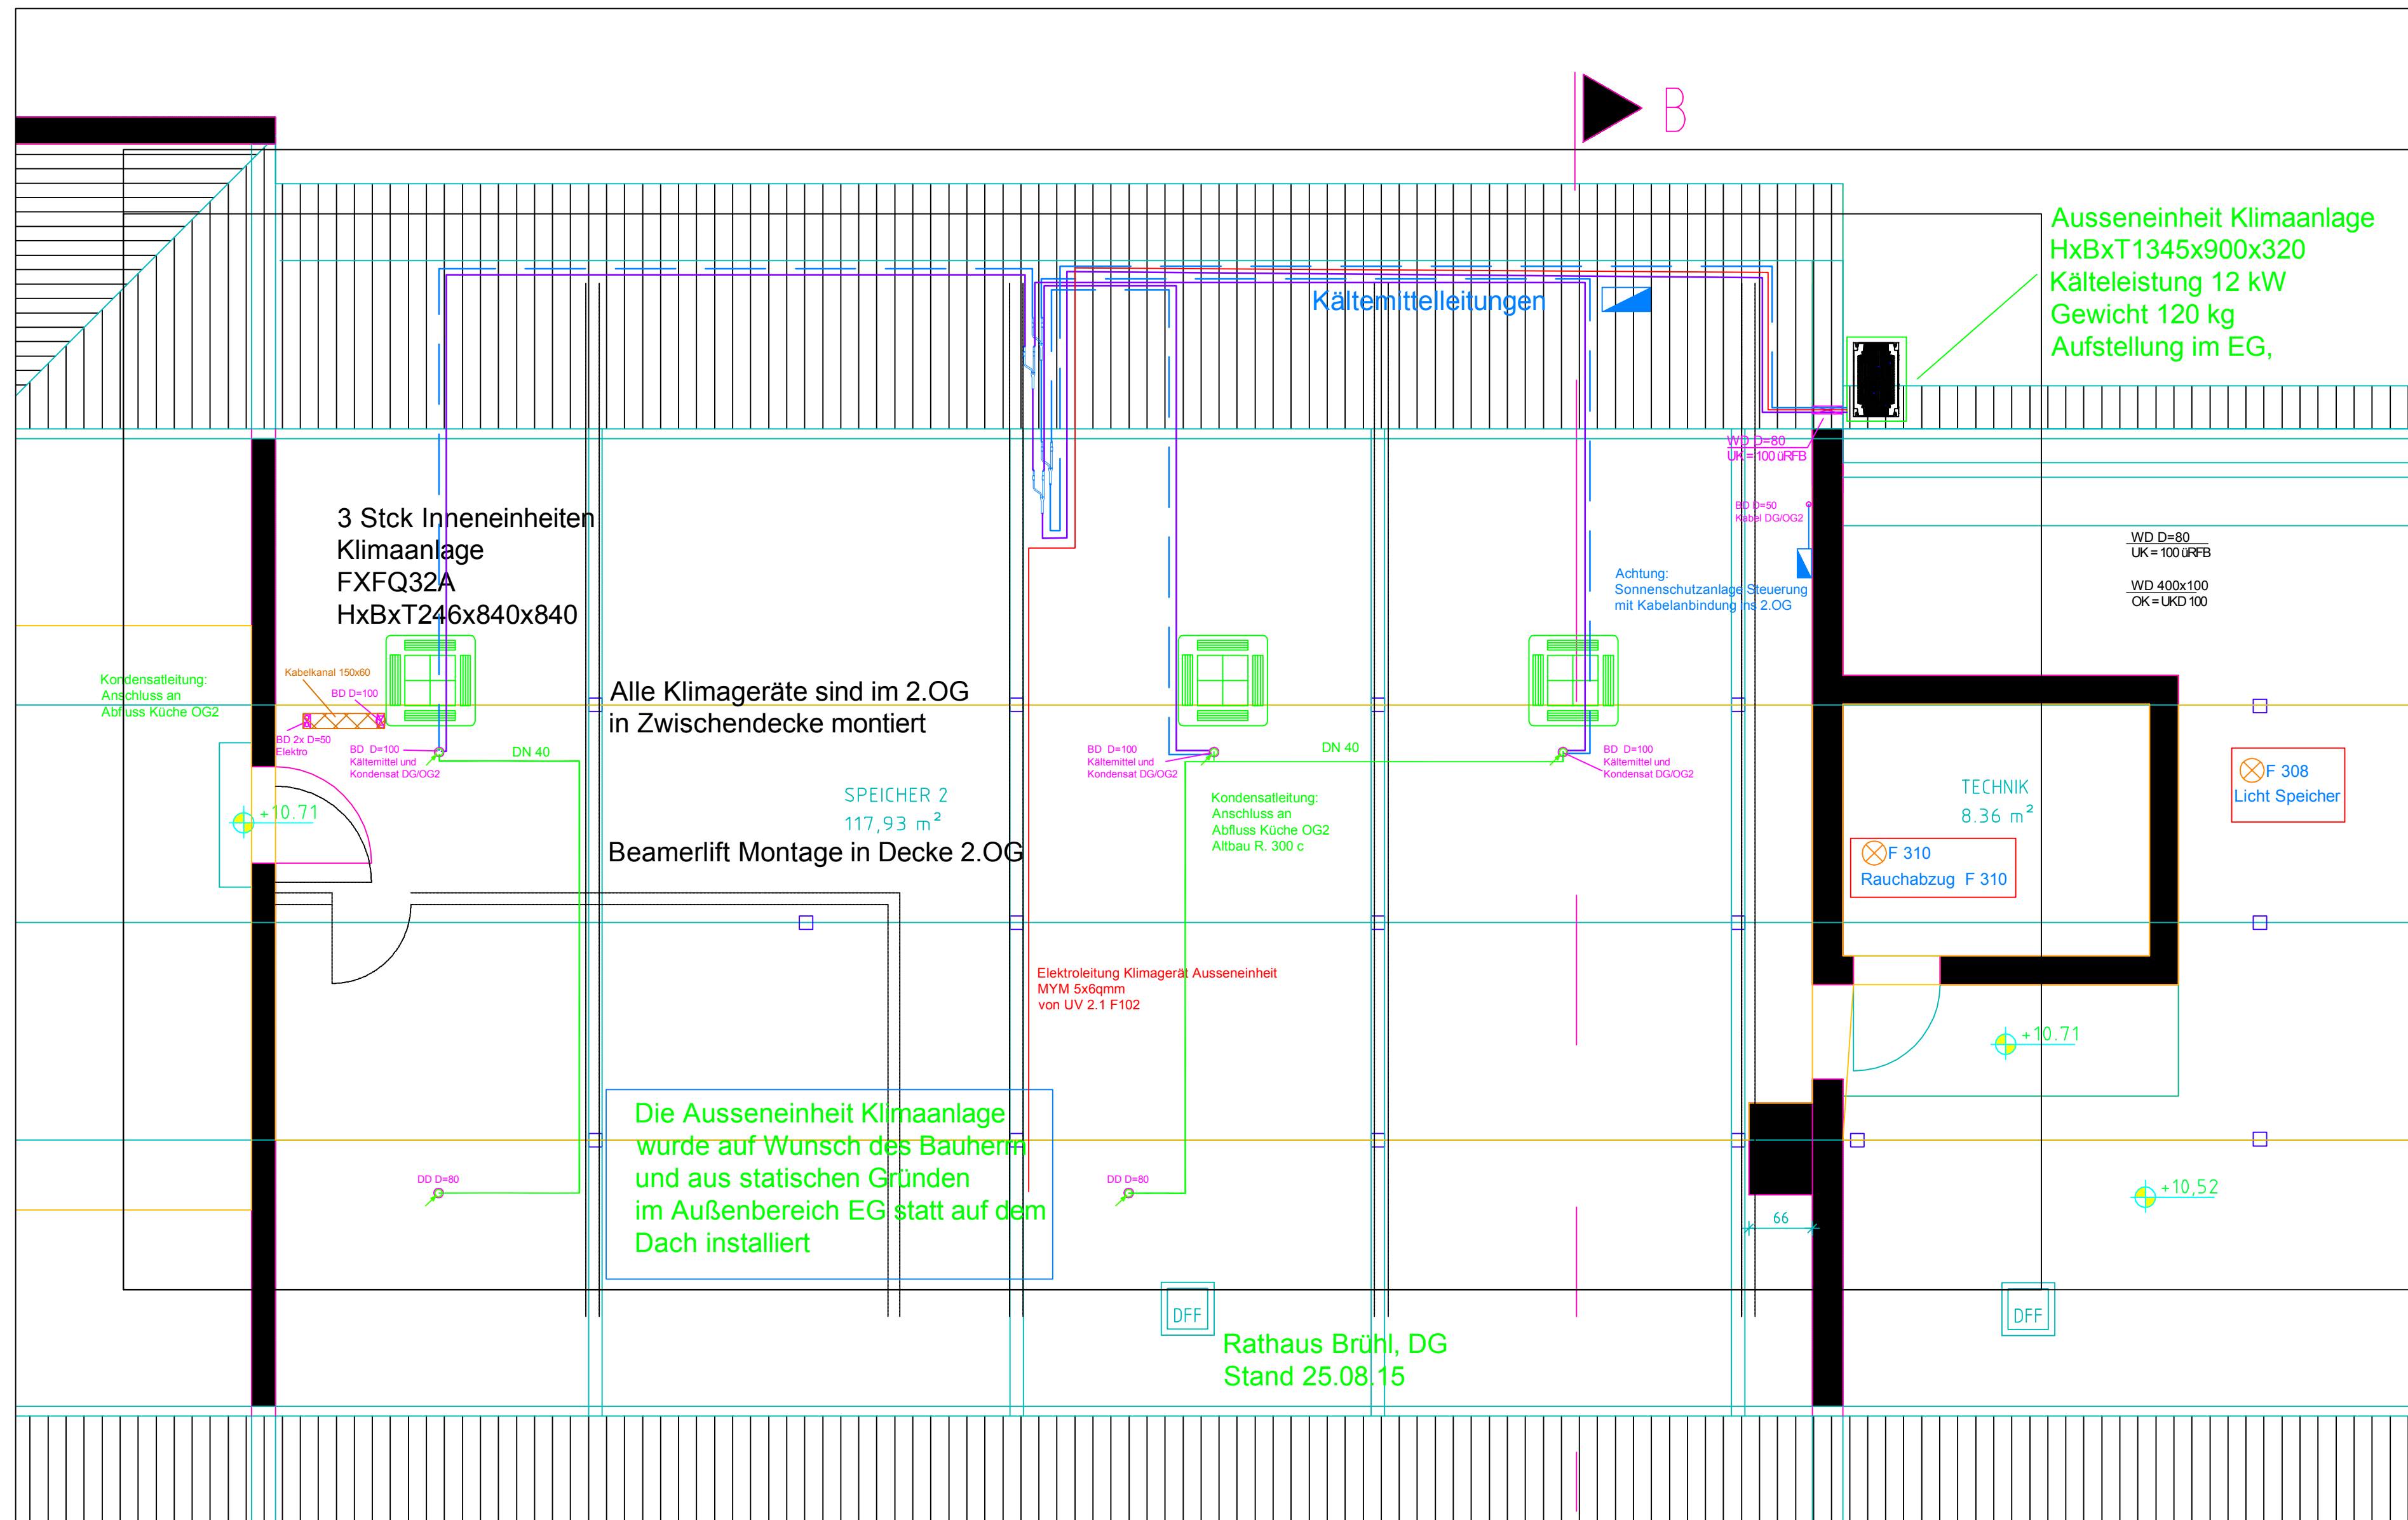 B
Ausseneinheit Klimaanlage
HxBxT1345x900x320
Kälteleistung 12 kW
Gewicht 120 kg
Aufstellung im EG,
Kältemittelleitungen
WD D=80
UK = 100 üRFB
BD D=50
Kabel DG/OG2
3 Stck Inneneinheiten
Klimaanlage
FXFQ32A
HxBxT246x840x840
WD D=80
UK = 100 üRFB
WD 400x100
OK = UKD 100
Achtung:
Sonnenschutzanlage Steuerung
mit Kabelanbindung ins 2.OG
Kondensatleitung:
Anschluss an
Abfluss Küche OG2
Kabelkanal 150x60
BD D=100
BD 2x D=50
Elektro
BD D=100
Kältemittel und
Kondensat DG/OG2
DN 40
Alle Klimageräte sind im 2.OG
in Zwischendecke montiert
BD D=100
Kältemittel und
Kondensat DG/OG2
DN 40
BD D=100
Kältemittel und
Kondensat DG/OG2
+10.71
SPEICHER 2
117,93 m²
Kondensatleitung:
Anschluss an
Abfluss Küche OG2
Altbau R. 300 c
Beamerlift Montage in Decke 2.OG
TECHNIK
8.36 m²
F 308
Licht Speicher
F 310
Rauchabzug F 310
Elektroleitung Klimagerät Ausseneinheit
MYM 5x6qmm
von UV 2.1 F102
+10.71
Die Ausseneinheit Klimaanlage
wurde auf Wunsch des Bauherrn
und aus statischen Gründen
im Außenbereich EG statt auf dem
Dach installiert
DD D=80
DD D=80
+10,52
66
DFF
DFF
Rathaus Brühl, DG
Stand 25.08.15